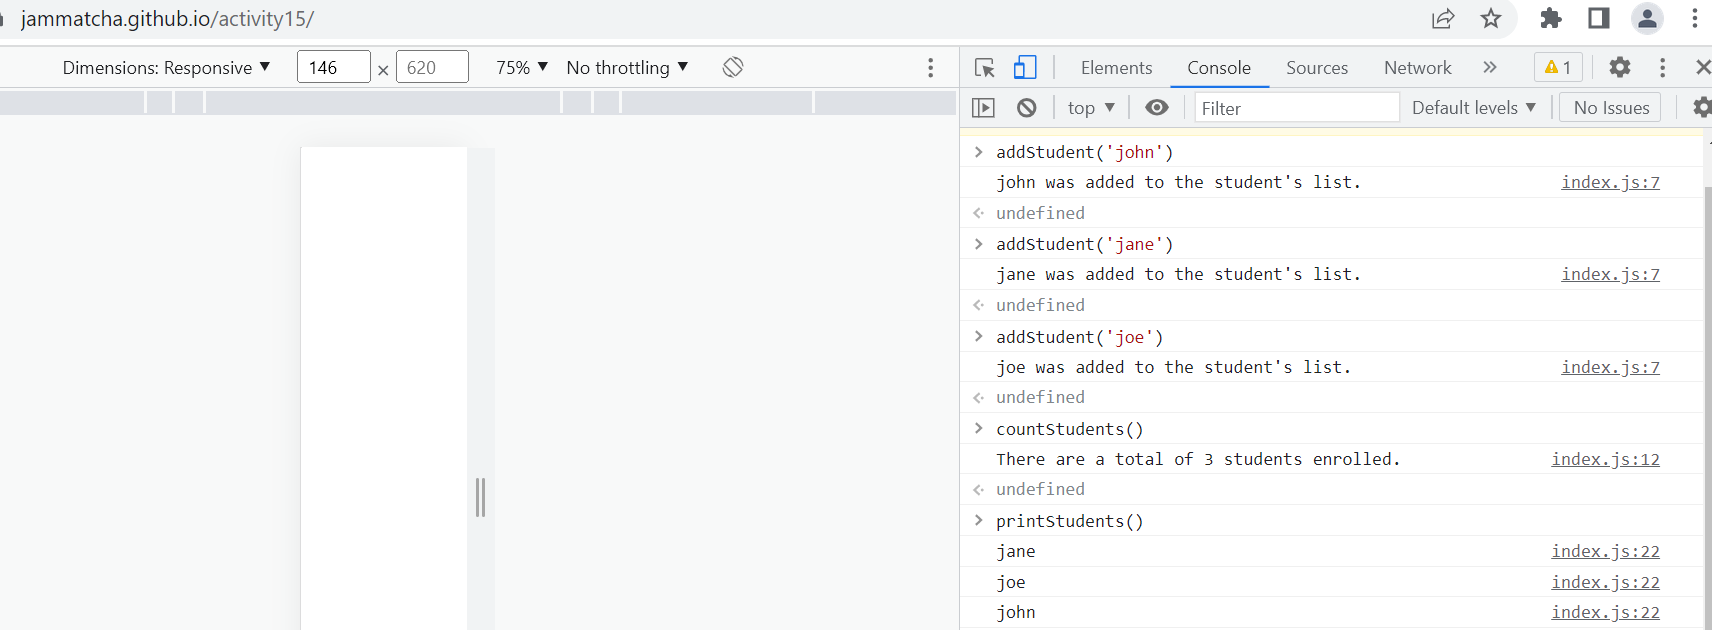 jammatcha.github.io/activity15/
Dimensions: Responsive ▼ 146 × 620 75% ▼ No throttling ▼
Elements Console Sources Network » 1
top ▼ Filter Default levels ▼ No Issues
> addStudent('john')
john was added to the student's list. index.js:7
undefined
> addStudent('jane')
jane was added to the student's list. index.js:7
undefined
> addStudent('joe')
joe was added to the student's list. index.js:7
undefined
> countStudents()
There are a total of 3 students enrolled. index.js:12
undefined
> printStudents()
jane index.js:22
joe index.js:22
john index.js:22